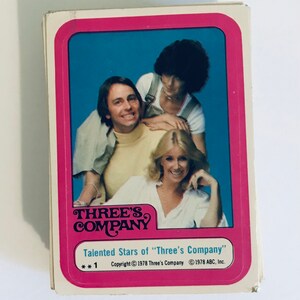 THREE'S
COMPANY
Talented Stars of "Three's Company"
**1 Copyright © 1978 Three's Company © 1978 ABC, Inc.